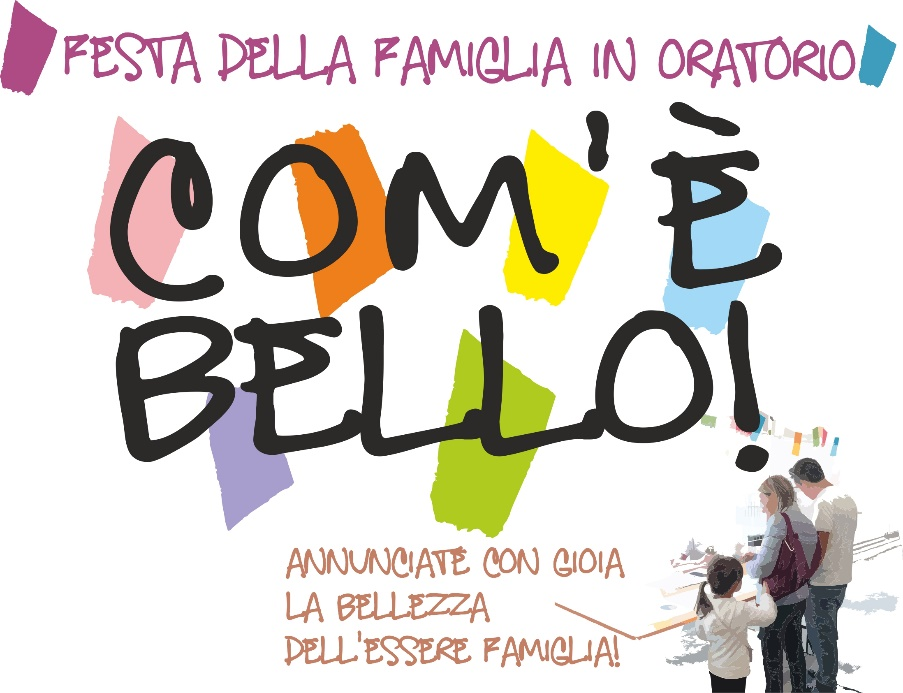 FESTA DELLA FAMIGLIA IN ORATORIO
COM'È
BELLO!
ANNUNCIATE CON GIOIA
LA BELLEZZA
DELL'ESSERE FAMIGLIA!